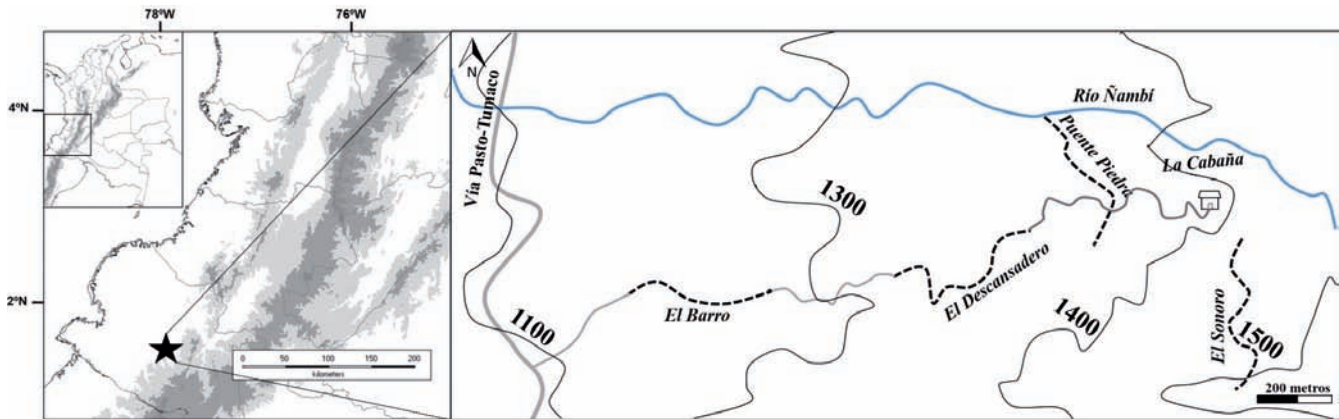 78°W
76°W
4°N
2°N
0 50 100 150 200
kilometers
N
Vía Pasto-Tumaco
Río Ñambí
Puente Piedra
La Cabaña
1300
El Descansadero
El Barro
1100
1400
El Sonoro
1500
200 metros